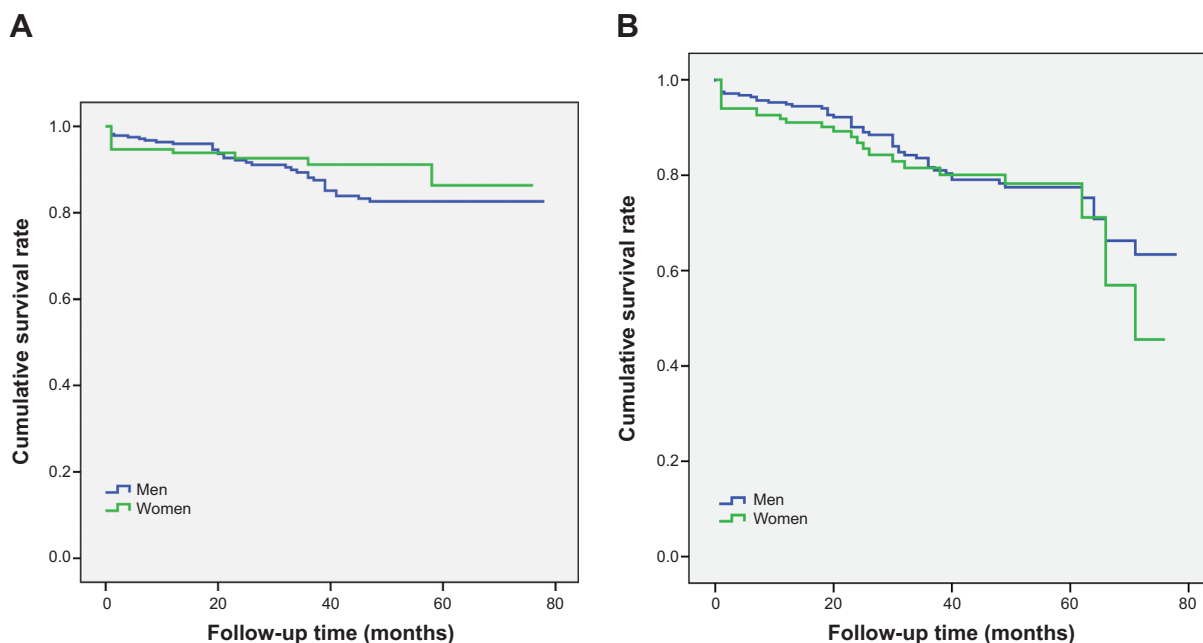 A
Cumulative survival rate
1.0
0.8
0.6
0.4
0.2
0.0
Men
Women
0 20 40 60 80
Follow-up time (months)
B
Cumulative survival rate
1.0
0.8
0.6
0.4
0.2
0.0
Men
Women
0 20 40 60 80
Follow-up time (months)